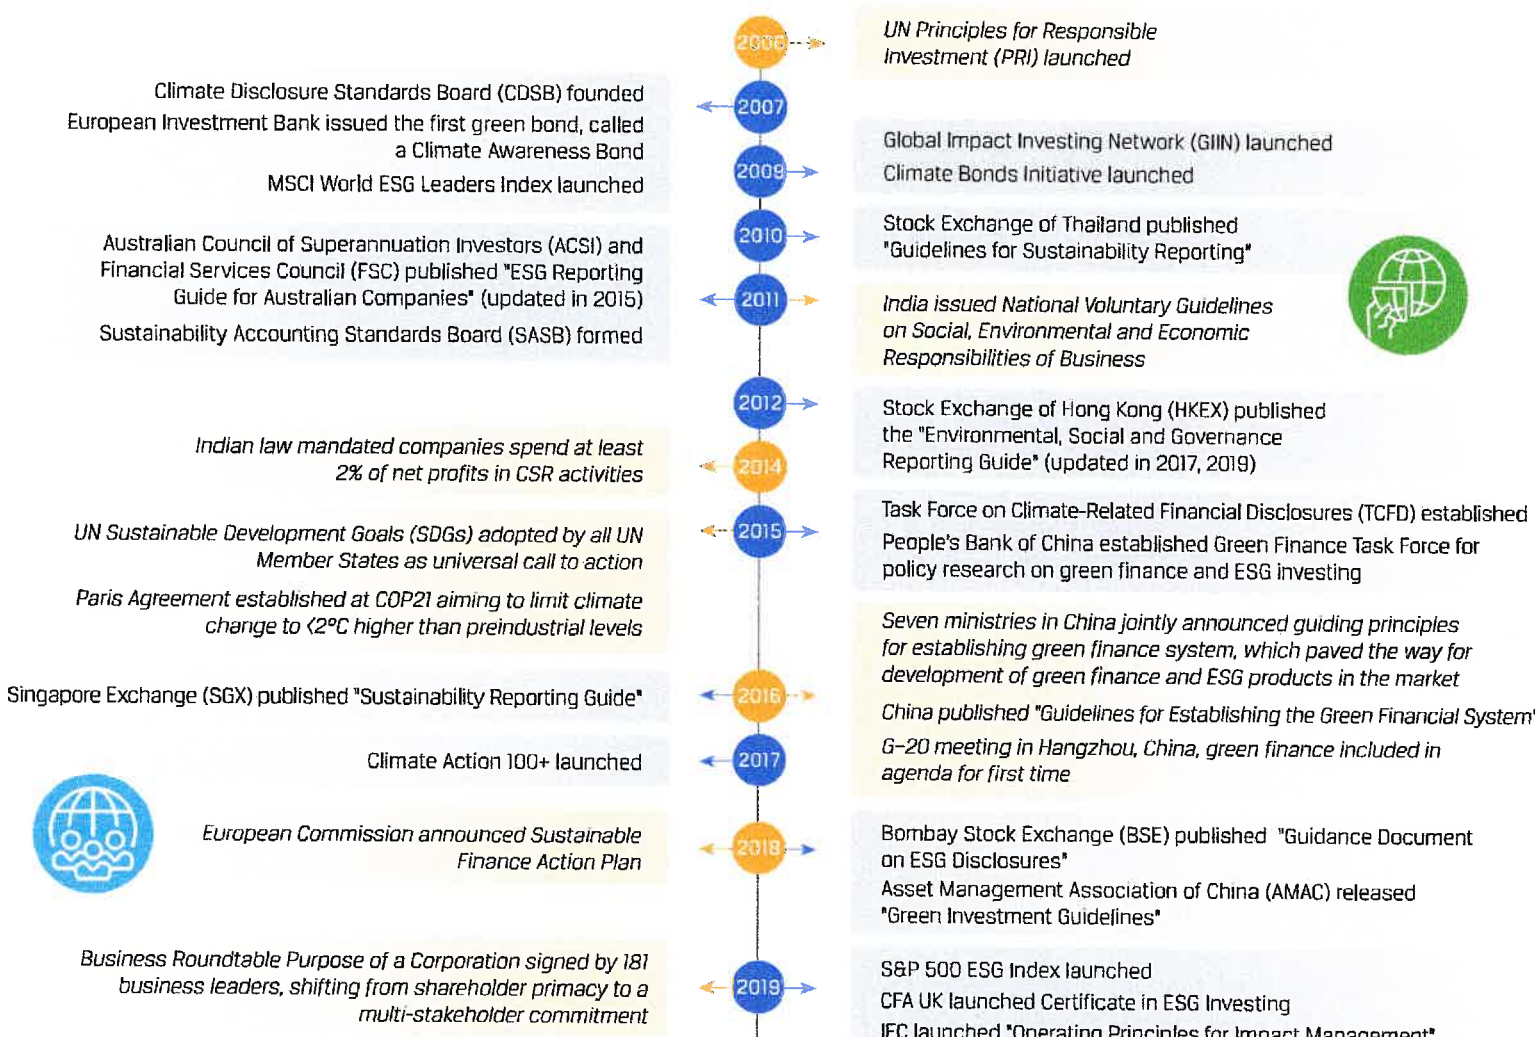 2006
UN Principles for Responsible
Investment (PRI) launched
Climate Disclosure Standards Board (CDSB) founded
European Investment Bank issued the first green bond, called
a Climate Awareness Bond
MSCI World ESG Leaders Index launched
2007
2009
Global Impact Investing Network (GIIN) launched
Climate Bonds Initiative launched
2010
Stock Exchange of Thailand published
"Guidelines for Sustainability Reporting"
Australian Council of Superannuation Investors (ACSI) and
Financial Services Council (FSC) published "ESG Reporting
Guide for Australian Companies" (updated in 2015)
Sustainability Accounting Standards Board (SASB) formed
2011
India issued National Voluntary Guidelines
on Social, Environmental and Economic
Responsibilities of Business
2012
Stock Exchange of Hong Kong (HKEX) published
the "Environmental, Social and Governance
Reporting Guide" (updated in 2017, 2019)
Indian law mandated companies spend at least
2% of net profits in CSR activities
2014
UN Sustainable Development Goals (SDGs) adopted by all UN
Member States as universal call to action
Paris Agreement established at COP21 aiming to limit climate
change to <2°C higher than preindustrial levels
2015
Task Force on Climate-Related Financial Disclosures (TCFD) established
People's Bank of China established Green Finance Task Force for
policy research on green finance and ESG investing
Singapore Exchange (SGX) published "Sustainability Reporting Guide"
2016
Seven ministries in China jointly announced guiding principles
for establishing green finance system, which paved the way for
development of green finance and ESG products in the market
China published "Guidelines for Establishing the Green Financial System"
G-20 meeting in Hangzhou, China, green finance included in
agenda for first time
Climate Action 100+ launched
2017
European Commission announced Sustainable
Finance Action Plan
2018
Bombay Stock Exchange (BSE) published "Guidance Document
on ESG Disclosures"
Asset Management Association of China (AMAC) released
"Green Investment Guidelines"
Business Roundtable Purpose of a Corporation signed by 181
business leaders, shifting from shareholder primacy to a
multi-stakeholder commitment
2019
S&P 500 ESG Index launched
CFA UK launched Certificate in ESG Investing
IFC launched "Operating Principles for Impact Management"